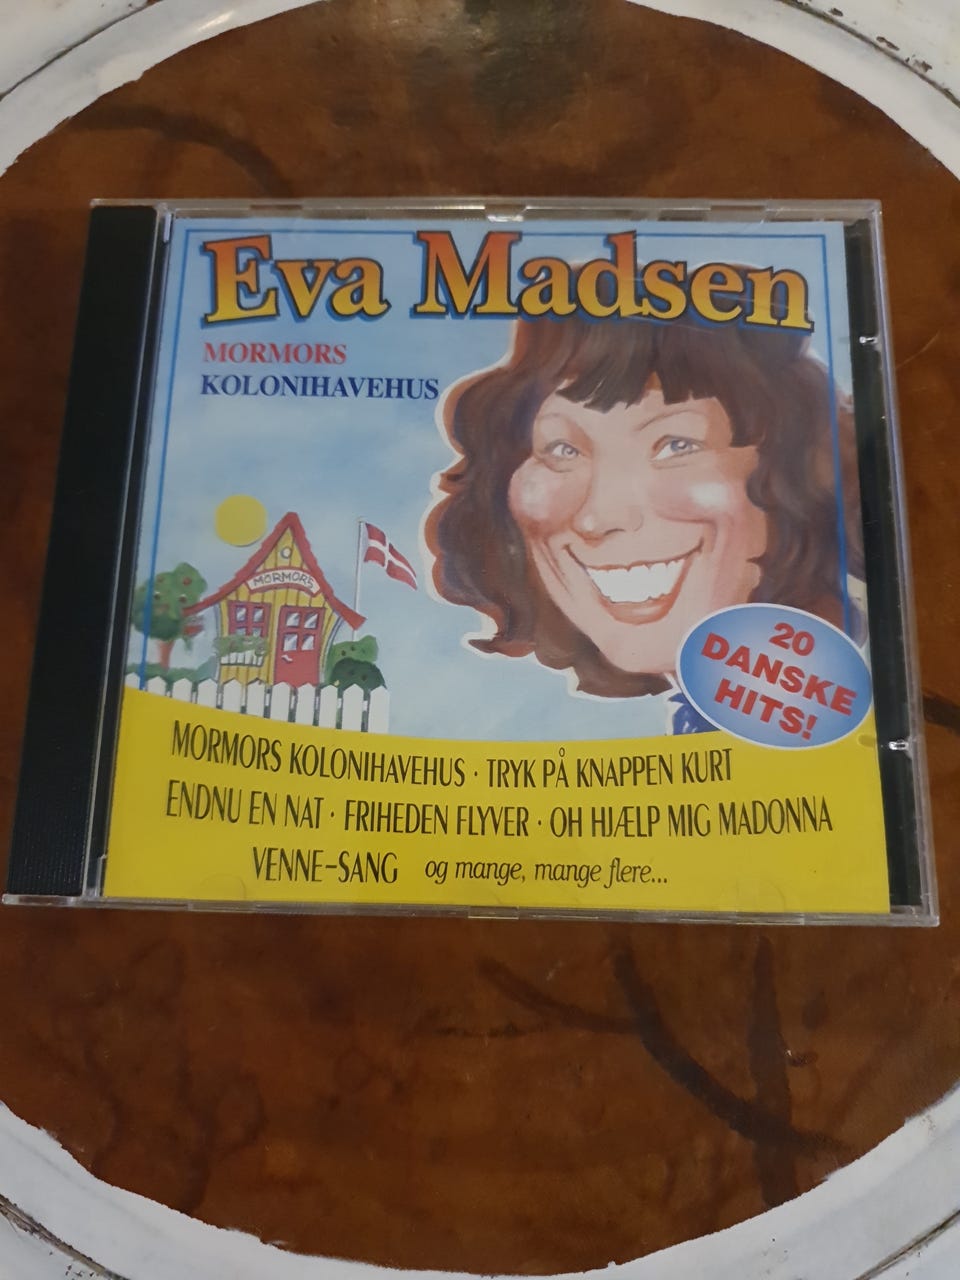 Eva Madsen
MORMORS
KOLONIHAVEHUS
MORMORS
20
DANSKE
HITS!
MORMORS KOLONIHAVEHUS · TRYK PÅ KNAPPEN KURT
ENDNU EN NAT · FRIHEDEN FLYVER · OH HJÆLP MIG MADONNA
VENNE-SANG og mange, mange flere...